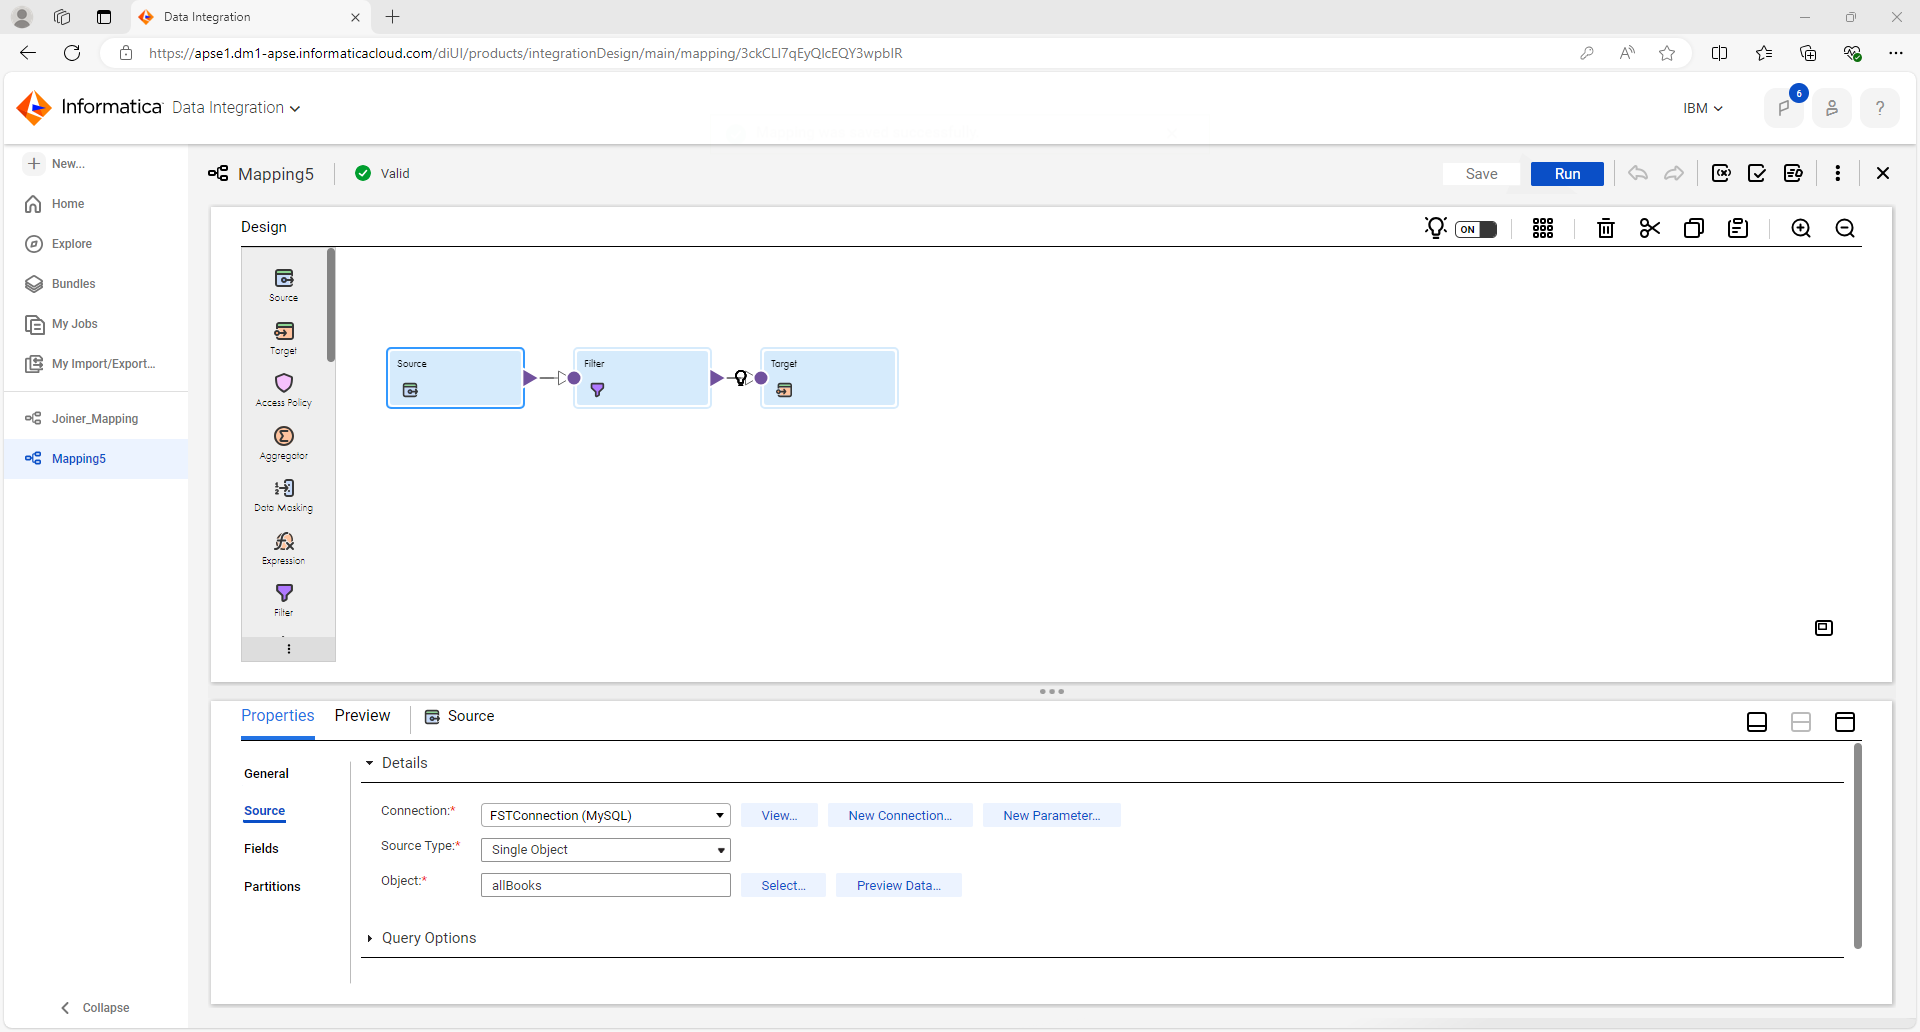 Data Integration
https://apse1.dm1-apse.informaticacloud.com/diUI/products/integrationDesign/main/mapping/3ckCLI7qEyQIcEQY3wpbIR
Informatica Data Integration
IBM
6
?
New...
Home
Explore
Bundles
My Jobs
My Import/Export...
Joiner_Mapping
Mapping5
Collapse
Mapping5
Valid
Save
Run
Design
ON
Source
Target
Access Policy
Aggregator
Data Masking
Expression
Filter
Source
Filter
Target
Properties
Preview
Source
General
Source
Fields
Partitions
Details
Connection:*
FSTConnection (MySQL)
View...
New Connection...
New Parameter...
Source Type:*
Single Object
Object:*
allBooks
Select...
Preview Data...
Query Options